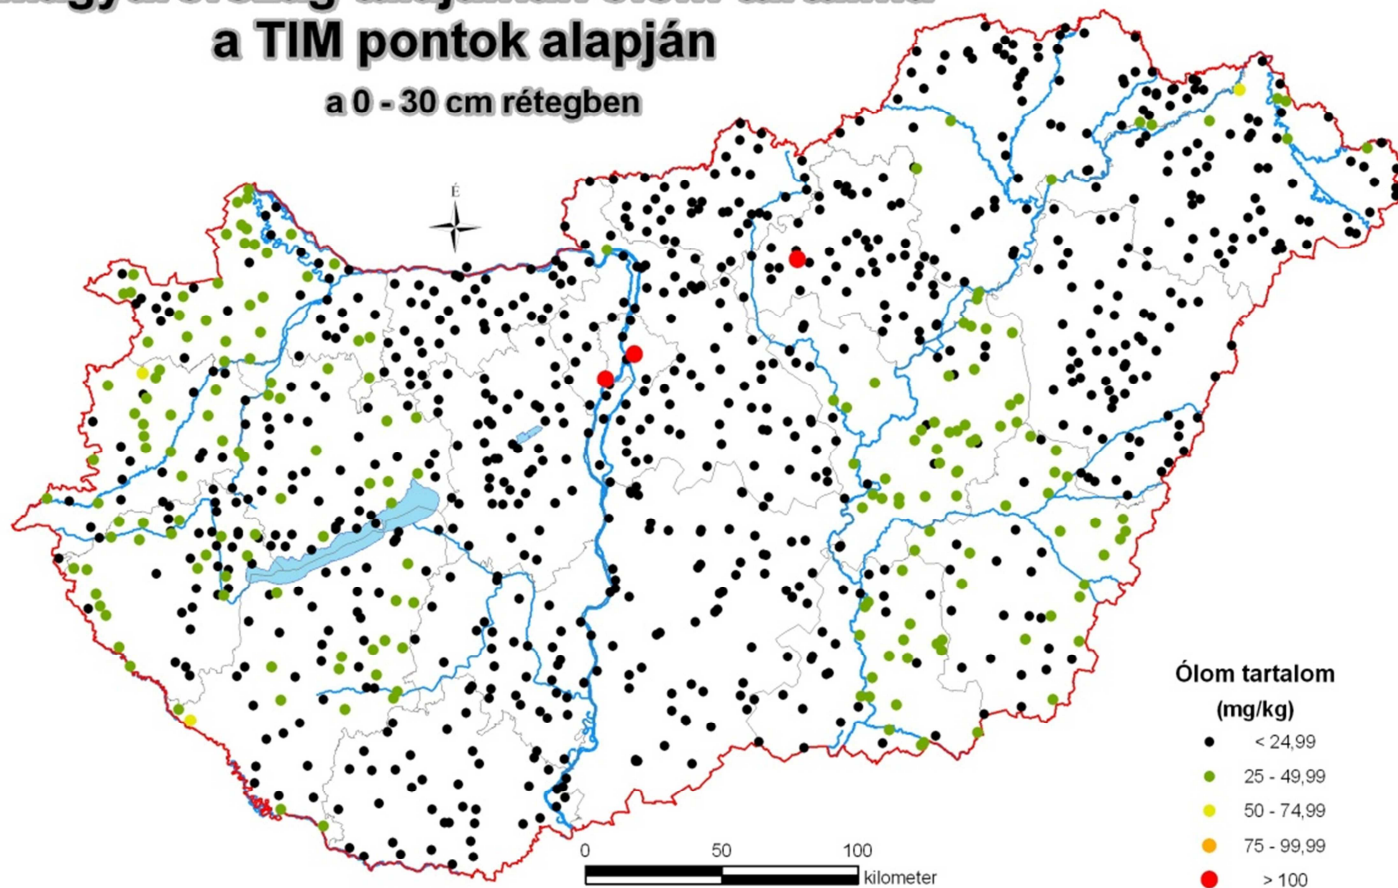 a TIM pontok alapján
a 0 - 30 cm rétegben
É
Ólom tartalom
(mg/kg)
< 24,99
25 - 49,99
50 - 74,99
75 - 99,99
> 100
0 50 100
kilometer